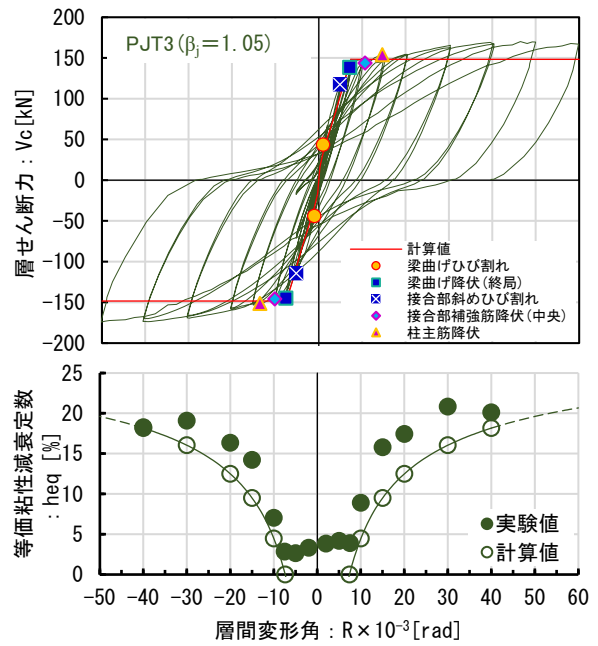 PJT3(βj＝1.05)
層せん断力：Vc[kN]
200
150
100
50
0
-50
-100
-150
-200
計算値
梁曲げひび割れ
梁曲げ降伏(終局)
接合部斜めひび割れ
接合部補強筋降伏(中央)
柱主筋降伏
等価粘性減衰定数
：heq [%]
25
20
15
10
5
0
実験値
計算値
-50 -40 -30 -20 -10 0 10 20 30 40 50 60
層間変形角：R×10⁻³[rad]